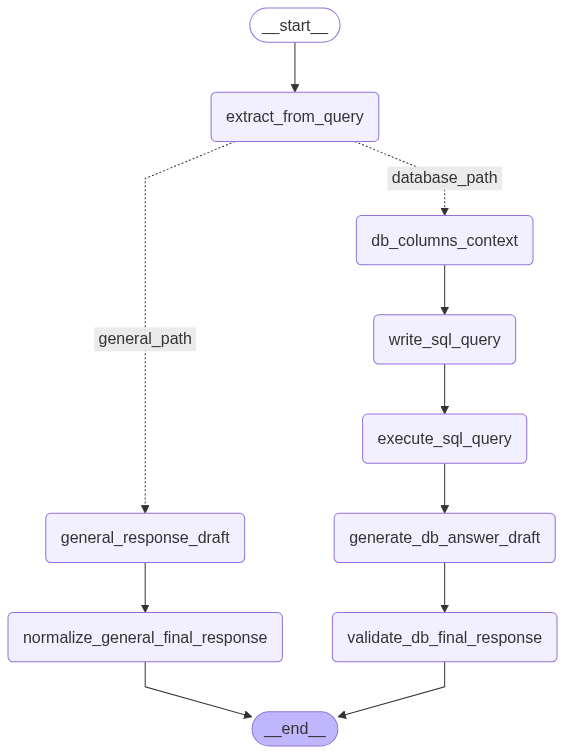 __start__
extract_from_query
database_path
db_columns_context
write_sql_query
general_path
execute_sql_query
general_response_draft
generate_db_answer_draft
normalize_general_final_response
validate_db_final_response
__end__